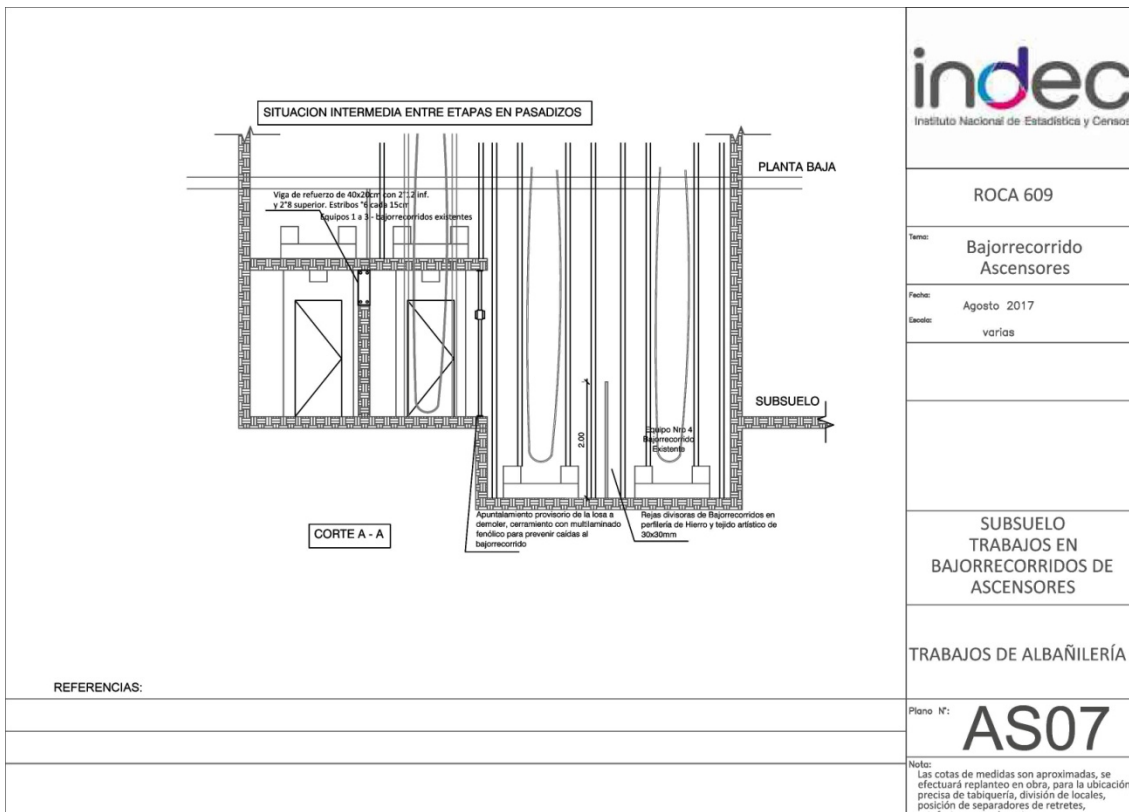 SITUACION INTERMEDIA ENTRE ETAPAS EN PASADIZOS
PLANTA BAJA
Viga de refuerzo de 40x20cm con 2°12 inf.
y 2°8 superior. Estribos °6 cada 15cm
Equipos 1 a 3 - bajorrecorridos existentes
SUBSUELO
2.00
Equipo Nro 4
Bajorrecorrido
Existente
Apuntalamiento provisorio de la losa a
demoler, cerramiento con multilaminado
fenólico para prevenir caidas al
bajorrecorrido
Rejas divisoras de Bajorrecorridos en
perfilería de Hierro y tejido artístico de
30x30mm
CORTE A - A
REFERENCIAS:
indec
Instituto Nacional de Estadística y Censos
ROCA 609
Tema:
Bajorrecorrido
Ascensores
Fecha:
Agosto 2017
Escala:
varias
SUBSUELO
TRABAJOS EN
BAJORRECORRIDOS DE
ASCENSORES
TRABAJOS DE ALBAÑILERÍA
Plano N°:
AS07
Nota:
Las cotas de medidas son aproximadas, se
efectuará replanteo en obra, para la ubicación
precisa de tabiquería, división de locales,
posición de separadores de retretes,